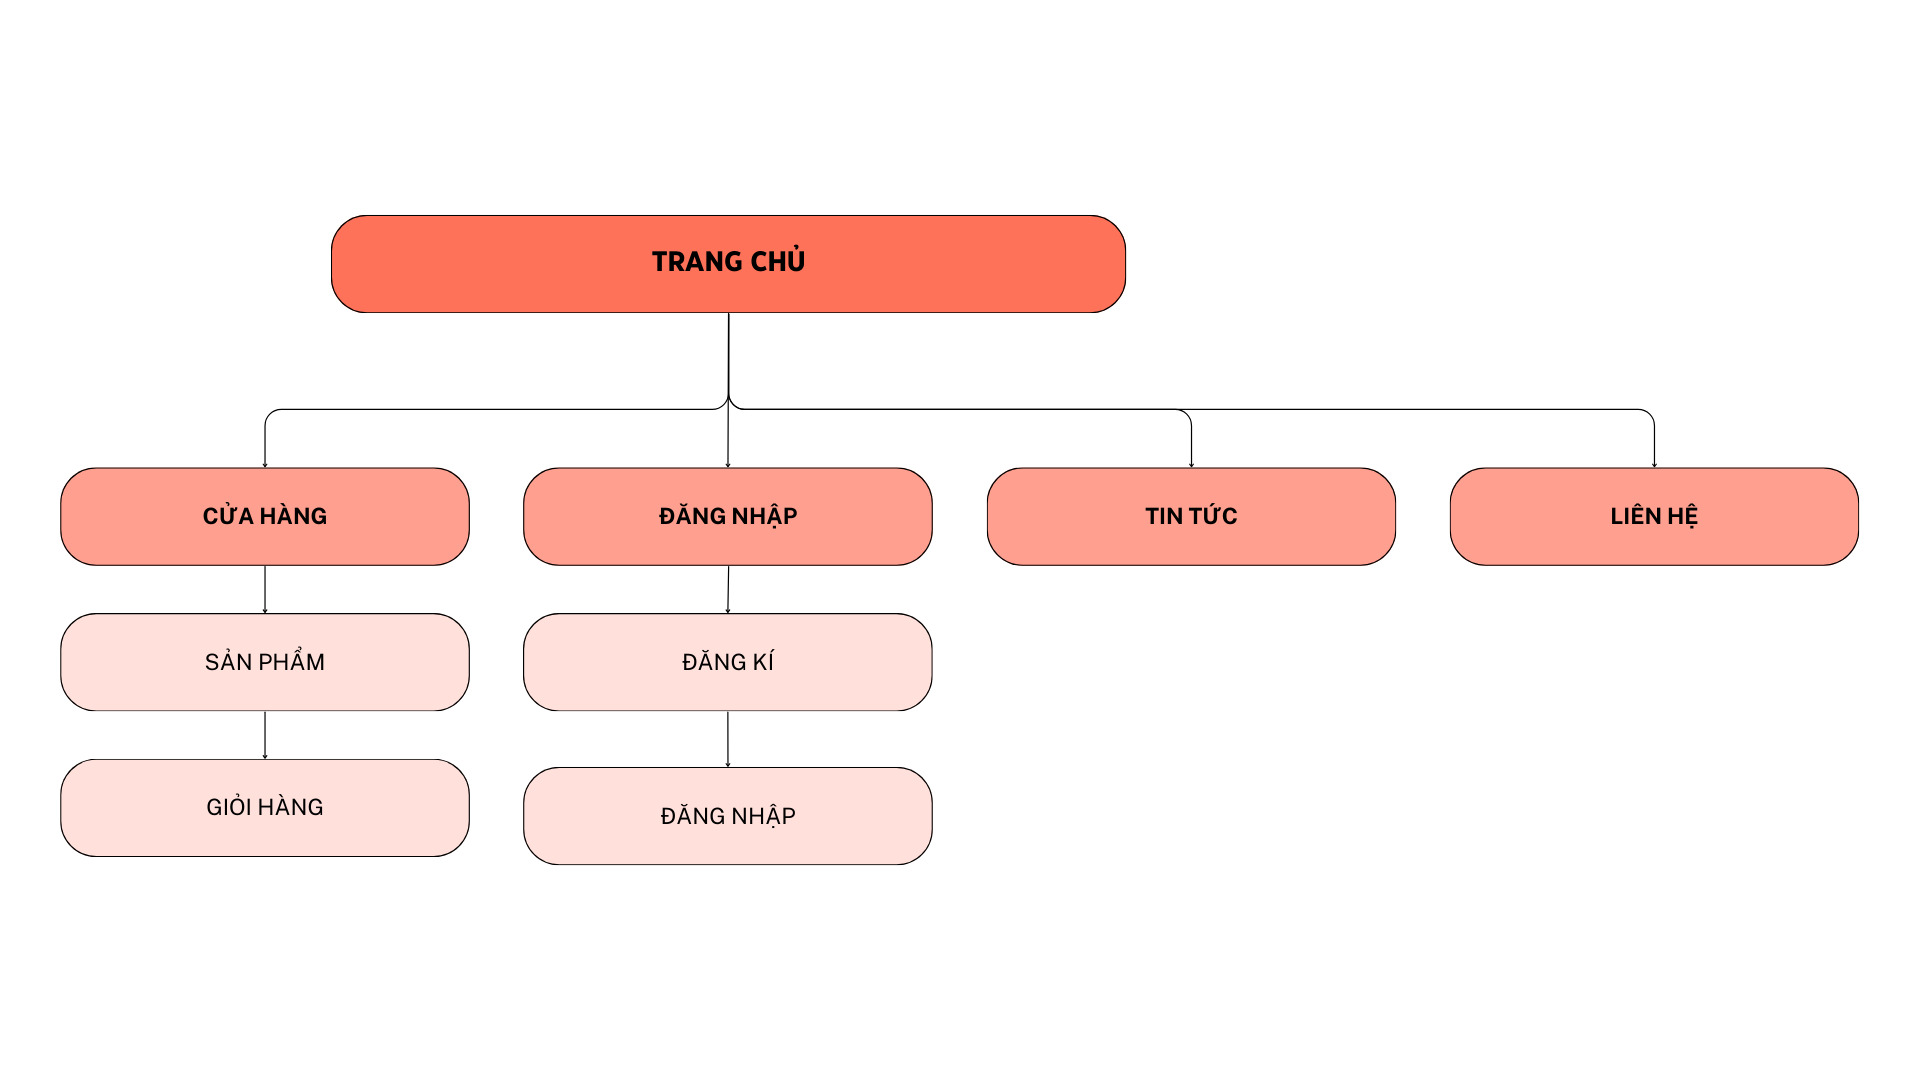 TRANG CHỦ
CỬA HÀNG
ĐĂNG NHẬP
TIN TỨC
LIÊN HỆ
SẢN PHẨM
ĐĂNG KÍ
GIỎI HÀNG
ĐĂNG NHẬP